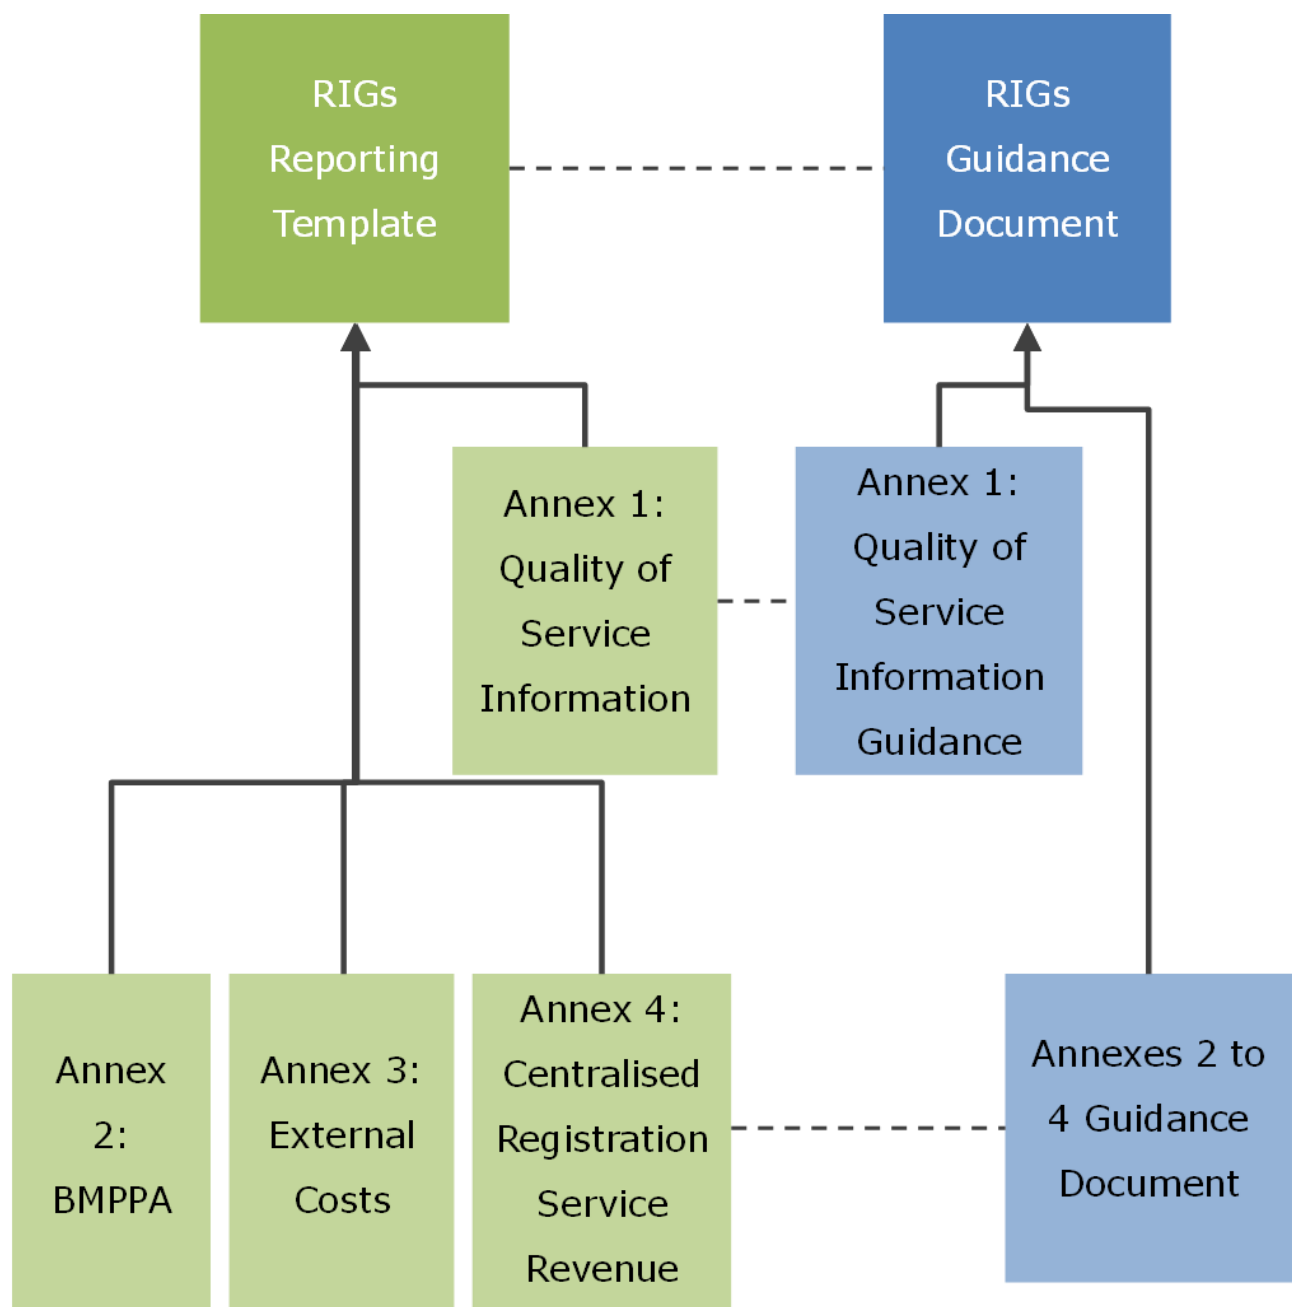 RIGs
Reporting
Template
RIGs
Guidance
Document
Annex 1:
Quality of
Service
Information
Annex 1:
Quality of
Service
Information
Guidance
Annex
2:
BMPPA
Annex 3:
External
Costs
Annex 4:
Centralised
Registration
Service
Revenue
Annexes 2 to
4 Guidance
Document